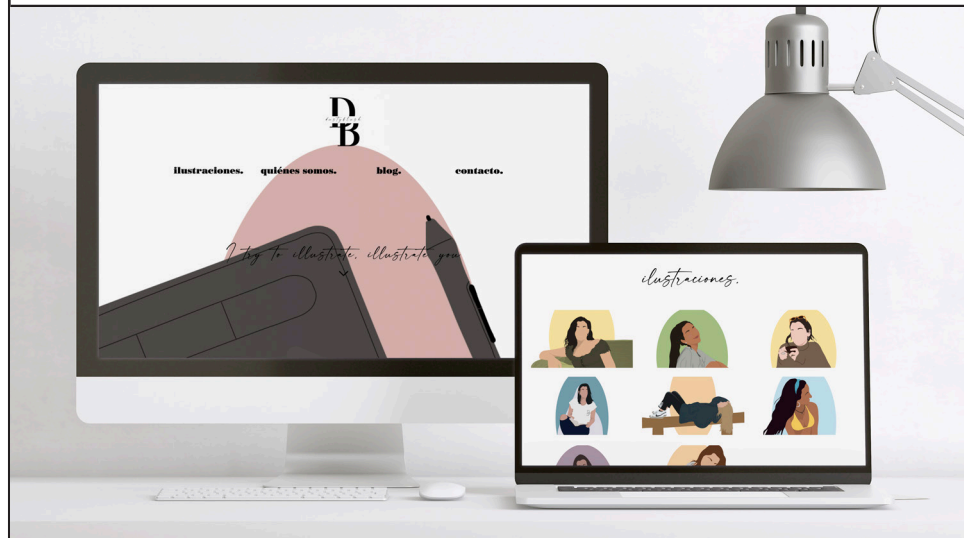 DB
ilustraciones. quiénes somos. blog. contacto.
I try to illustrate, illustrate you
ilustraciones.